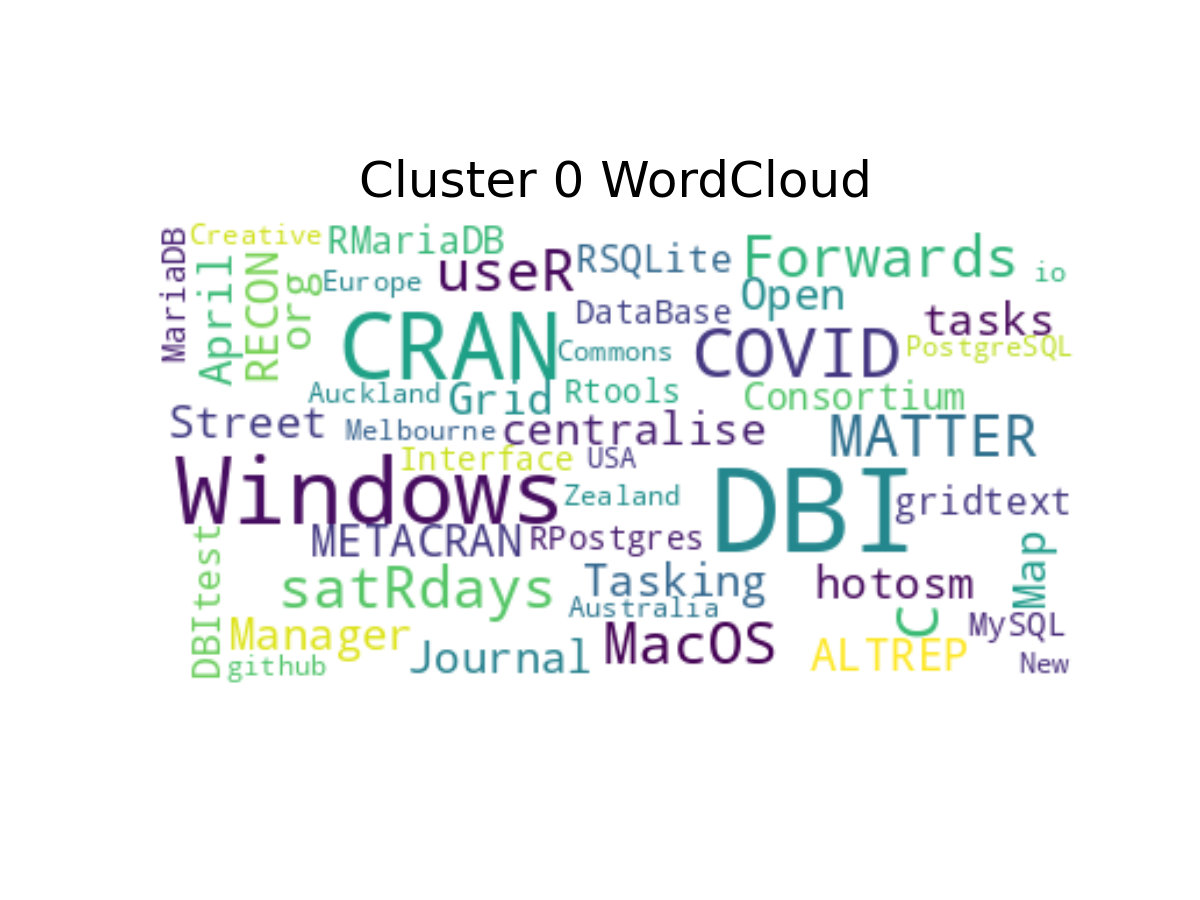 Cluster 0 WordCloud
MariaDB
Creative
RMariaDB
useR
RSQLite
Forwards
io
April
RECON
org
Europe
DataBase
Open
tasks
CRAN
Commons
COVID
PostgreSQL
Auckland
Grid
Rtools
Consortium
Street
Melbourne
centralise
MATTER
Interface
USA
Windows
Zealand
DBI
gridtext
METACRAN
RPostgres
DBItest
satRdays
Tasking
hotosm
Map
Australia
C
MySQL
Manager
github
Journal
MacOS
ALTREP
New